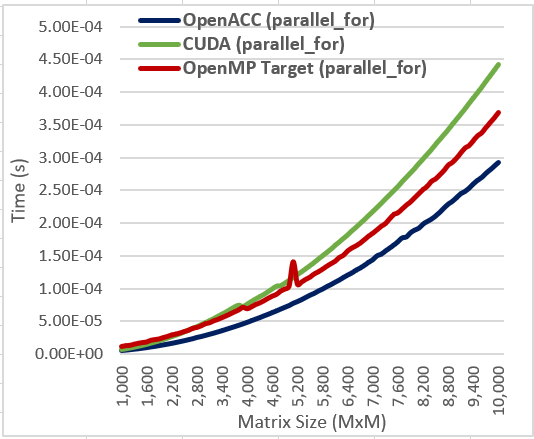 OpenACC (parallel_for)
CUDA (parallel_for)
OpenMP Target (parallel_for)
5.00E-04
4.50E-04
4.00E-04
3.50E-04
3.00E-04
2.50E-04
2.00E-04
1.50E-04
1.00E-04
5.00E-05
0.00E+00
Time (s)
1,000
1,600
2,200
2,800
3,400
4,000
4,600
5,200
5,800
6,400
7,000
7,600
8,200
8,800
9,400
10,000
Matrix Size (MxM)